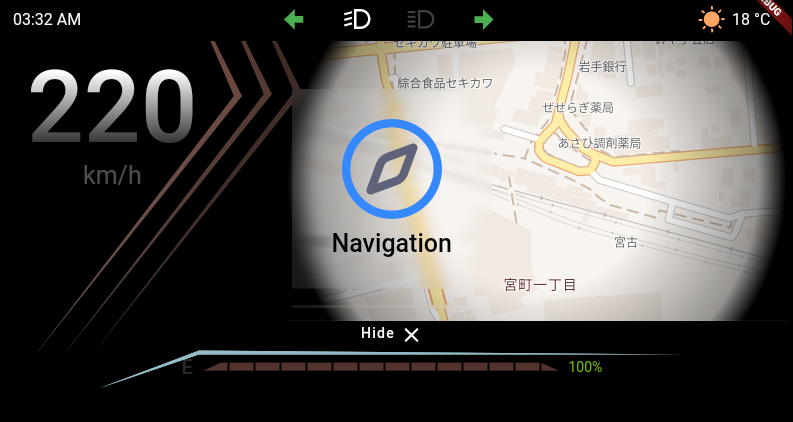 03:32 AM
18 °C
BUG
220
km/h
セキカワ駐車場
岩手銀行
綜合食品セキカワ
せせらぎ薬局
あさひ調剤薬局
Navigation
宮古
宮町一丁目
Hide
E
100%